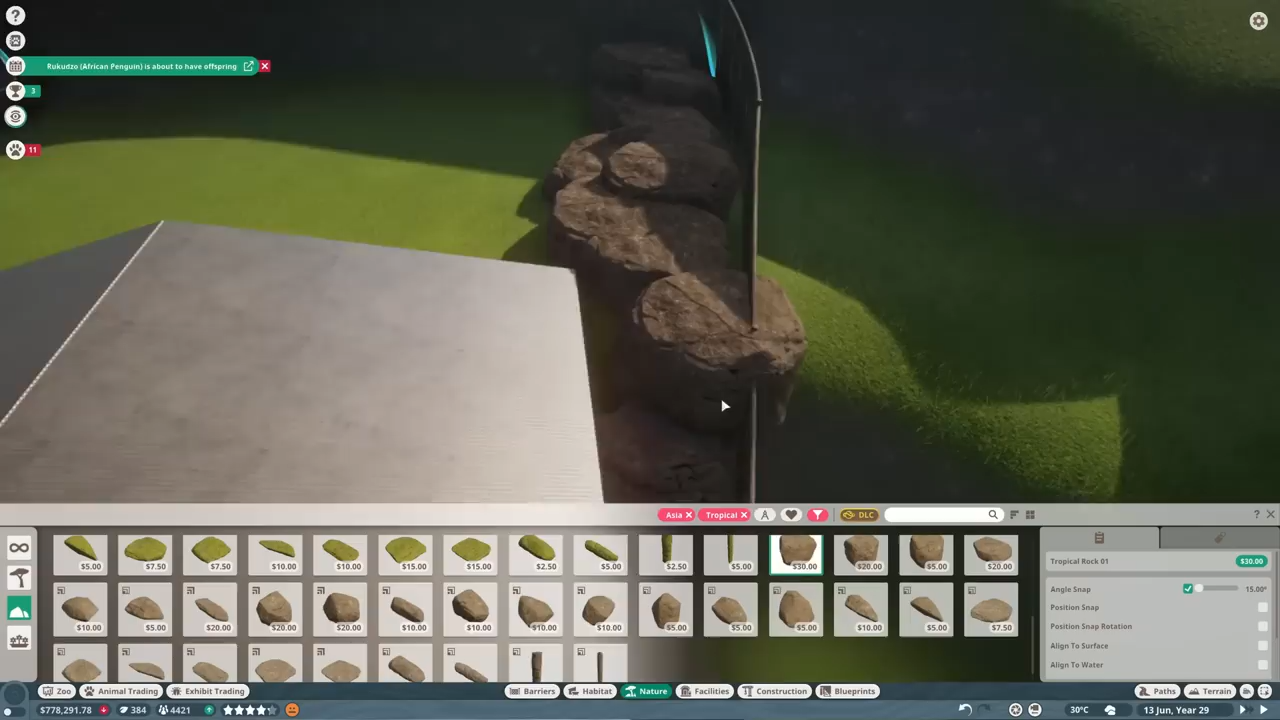 ?
Rukudzo (African Penguin) is about to have offspring
3
11
Asia ×
Tropical ×
DLC
? ×
$5.00 $7.50 $7.50 $10.00 $10.00 $15.00 $15.00 $2.50 $5.00 $2.50 $5.00 $30.00 $20.00 $5.00 $20.00
$10.00 $5.00 $20.00 $20.00 $20.00 $10.00 $10.00 $10.00 $10.00 $5.00 $5.00 $5.00 $10.00 $5.00 $7.50
Tropical Rock 01 $30.00
Angle Snap 15.00°
Position Snap
Position Snap Rotation
Align To Surface
Align To Water
Zoo Animal Trading Exhibit Trading Barriers Habitat Nature Facilities Construction Blueprints Paths Terrain
$778,291.78 384 4421 30°C 13 Jun, Year 29